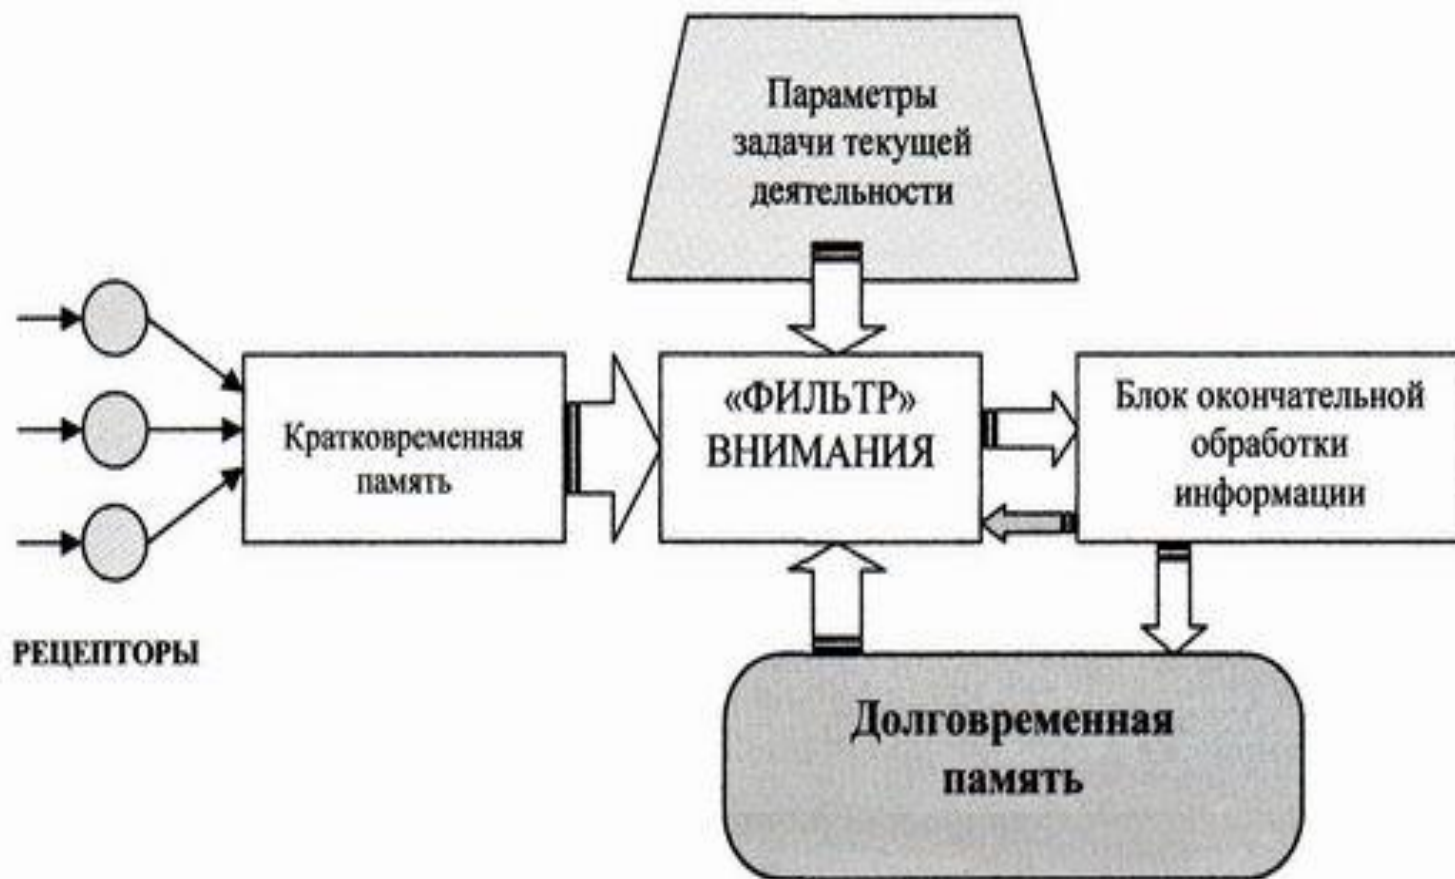 Параметры
задачи текущей
деятельности
Кратковременная
память
«ФИЛЬТР»
ВНИМАНИЯ
Блок окончательной
обработки
информации
РЕЦЕПТОРЫ
Долговременная
память